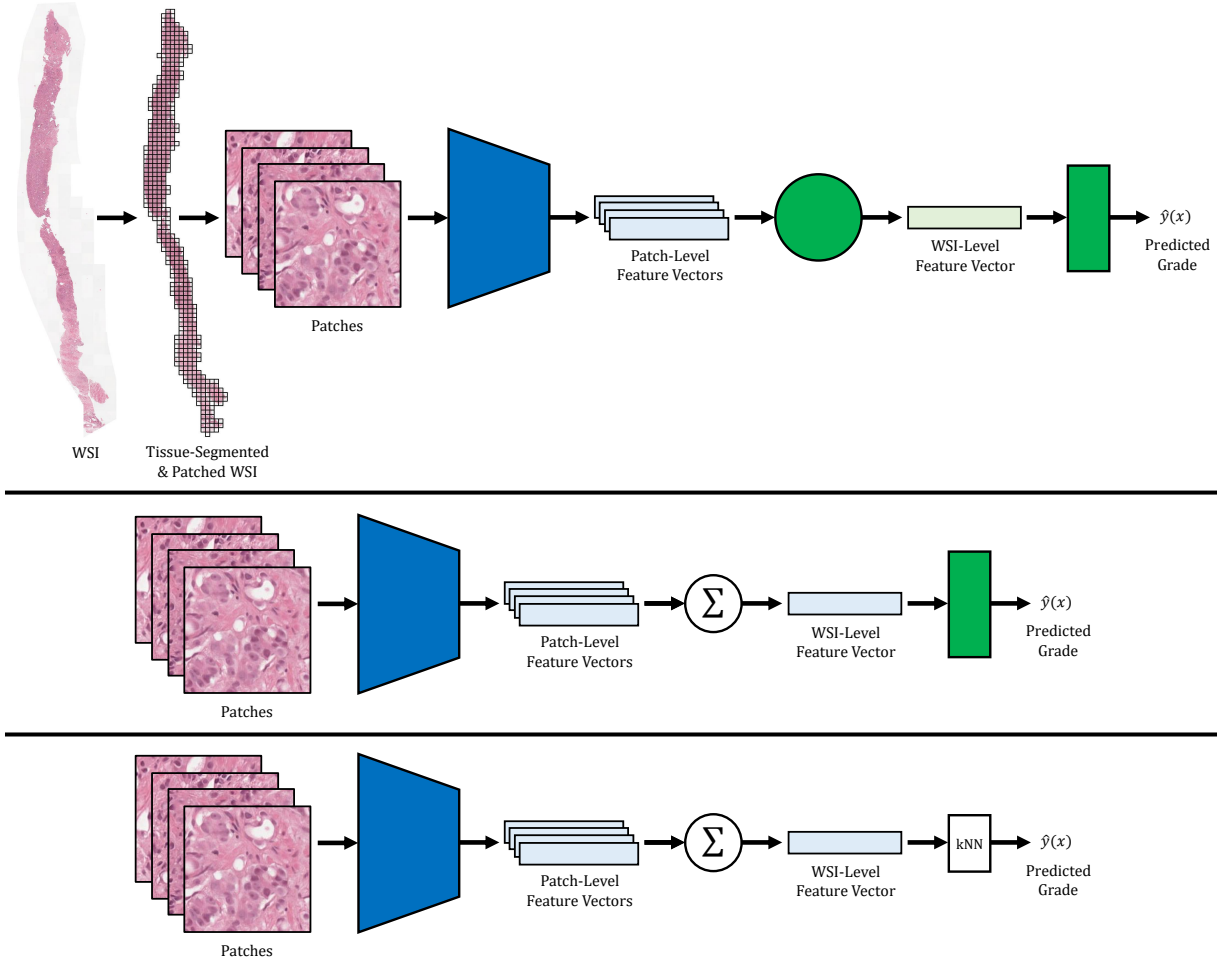 WSI
Tissue-Segmented
& Patched WSI
Patches
Patch-Level
Feature Vectors
WSI-Level
Feature Vector
ŷ(x)
Predicted
Grade
Patches
Patch-Level
Feature Vectors
Σ
WSI-Level
Feature Vector
ŷ(x)
Predicted
Grade
Patches
Patch-Level
Feature Vectors
Σ
WSI-Level
Feature Vector
kNN
ŷ(x)
Predicted
Grade